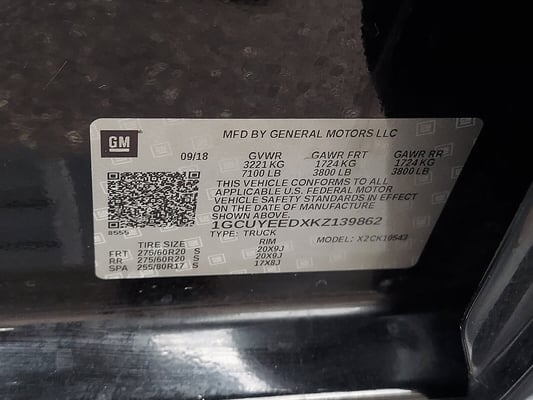 GM
MFD BY GENERAL MOTORS LLC
09/18 GVWR GAWR FRT GAWR RR
3221 KG 1724 KG 1724 KG
7100 LB 3800 LB 3800 LB
THIS VEHICLE CONFORMS TO ALL
APPLICABLE U.S. FEDERAL MOTOR
VEHICLE SAFETY STANDARDS IN EFFECT
ON THE DATE OF MANUFACTURE
SHOWN ABOVE.
8556 1GCUYEEDXKZ139862
TYPE: TRUCK MODEL: X2CK10543
TIRE SIZE RIM
FRT 275/60R20 S 20X9J
RR 275/60R20 S 20X9J
SPA 255/80R17 S 17X8J